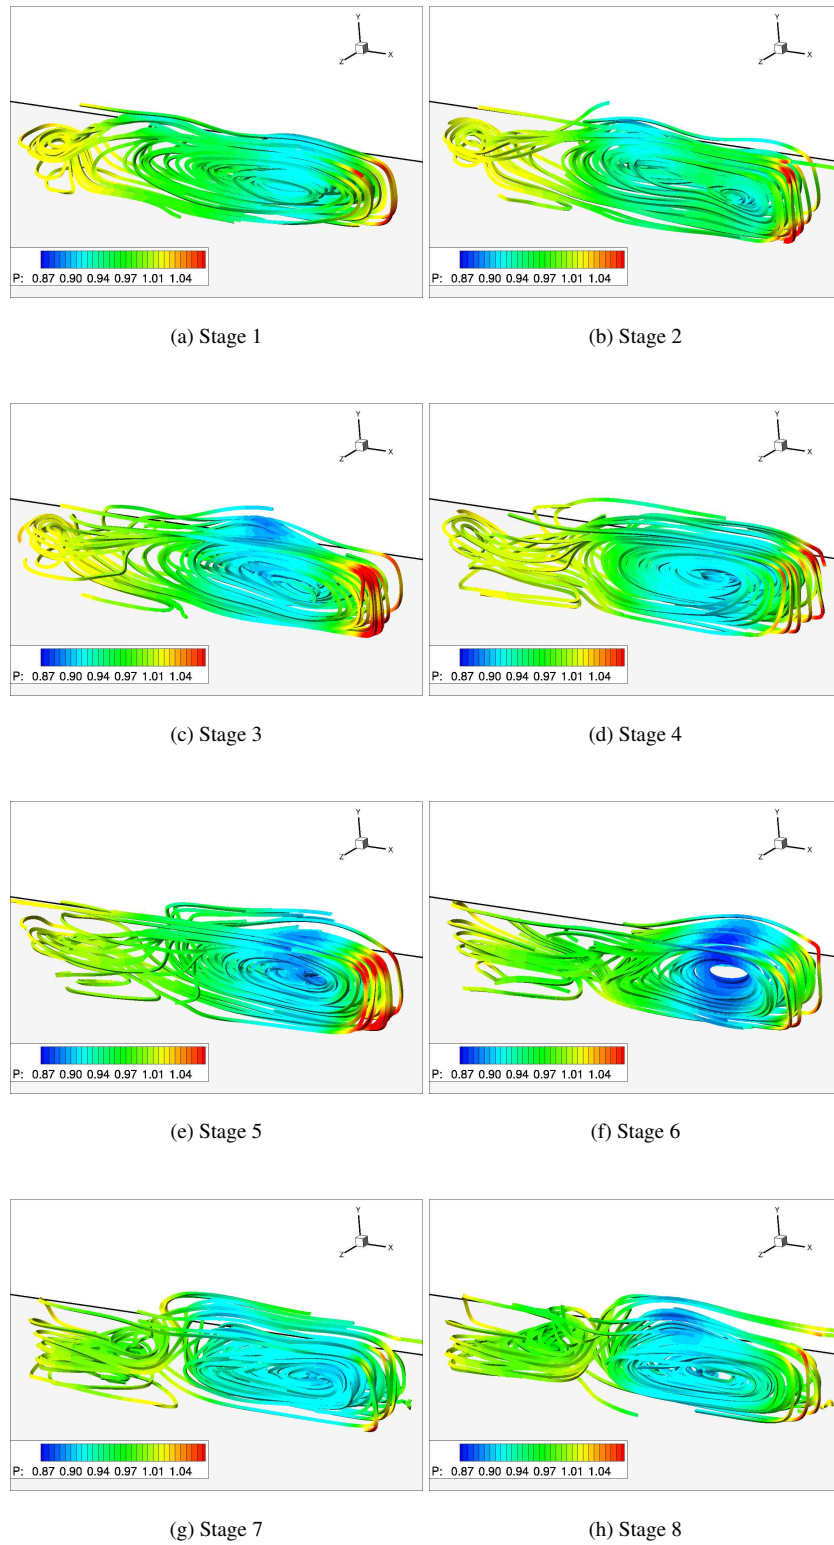 Y
X
Z
P: 0.87 0.90 0.94 0.97 1.01 1.04
(a) Stage 1
Y
X
Z
P: 0.87 0.90 0.94 0.97 1.01 1.04
(b) Stage 2
Y
X
Z
P: 0.87 0.90 0.94 0.97 1.01 1.04
(c) Stage 3
Y
X
Z
P: 0.87 0.90 0.94 0.97 1.01 1.04
(d) Stage 4
Y
X
Z
P: 0.87 0.90 0.94 0.97 1.01 1.04
(e) Stage 5
Y
X
Z
P: 0.87 0.90 0.94 0.97 1.01 1.04
(f) Stage 6
Y
X
Z
P: 0.87 0.90 0.94 0.97 1.01 1.04
(g) Stage 7
Y
X
Z
P: 0.87 0.90 0.94 0.97 1.01 1.04
(h) Stage 8